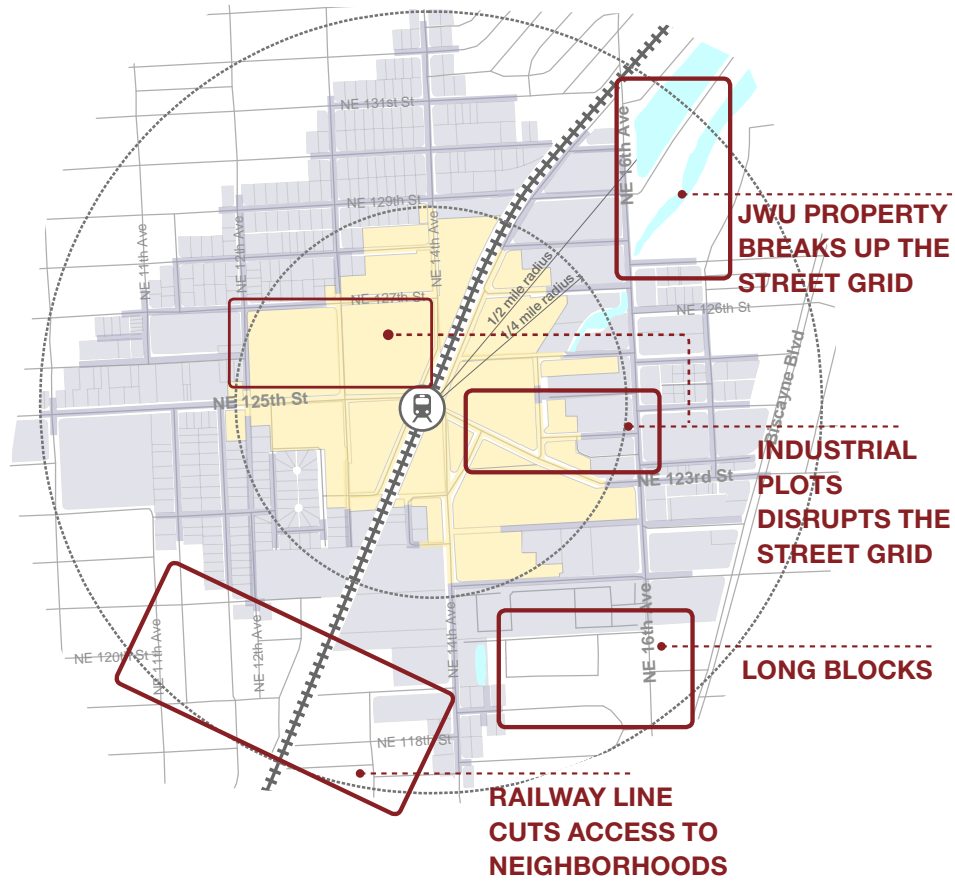 NE 131st St
NE 16th Ave
NE 129th St
NE 11th Ave
NE 12th Ave
NE 14th Ave
JWU PROPERTY
BREAKS UP THE
STREET GRID
1/2 mile radius
1/4 mile radius
NE 127th St
NE 126th St
Biscayne Blvd
NE 125th St
INDUSTRIAL
PLOTS
DISRUPTS THE
STREET GRID
NE 123rd St
NE 120th St
NE 11th Ave
NE 12th Ave
NE 14th Ave
NE 16th Ave
LONG BLOCKS
NE 118th St
RAILWAY LINE
CUTS ACCESS TO
NEIGHBORHOODS